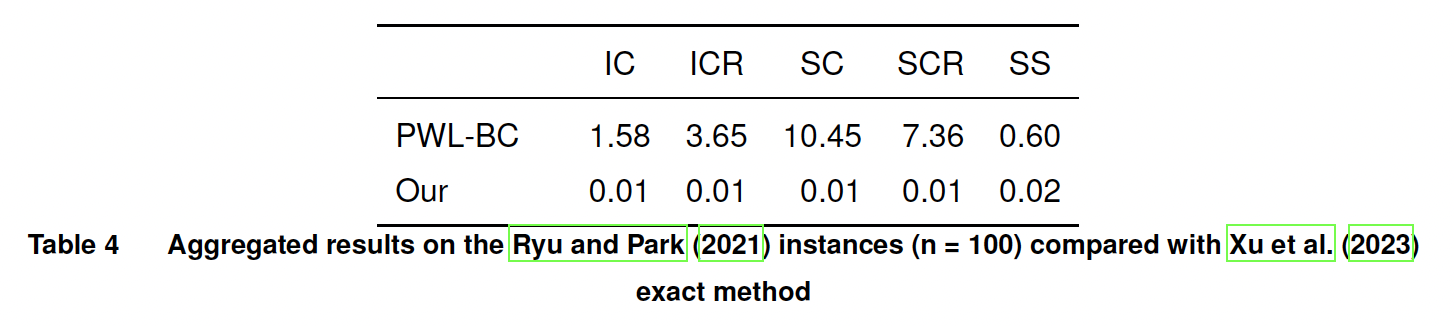 IC ICR SC SCR SS
PWL-BC 1.58 3.65 10.45 7.36 0.60
Our 0.01 0.01 0.01 0.01 0.02
Table 4 Aggregated results on the Ryu and Park (2021) instances (n = 100) compared with Xu et al. (2023)
exact method